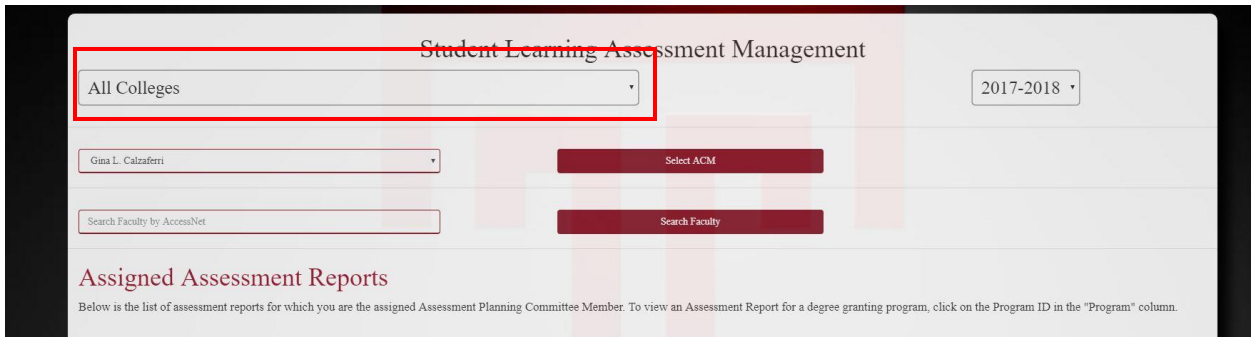 Student Learning Assessment Management
All Colleges
2017-2018
Gina L. Calzaferri
Select ACM
Search Faculty by AccessNet
Search Faculty
Assigned Assessment Reports
Below is the list of assessment reports for which you are the assigned Assessment Planning Committee Member. To view an Assessment Report for a degree granting program, click on the Program ID in the "Program" column.